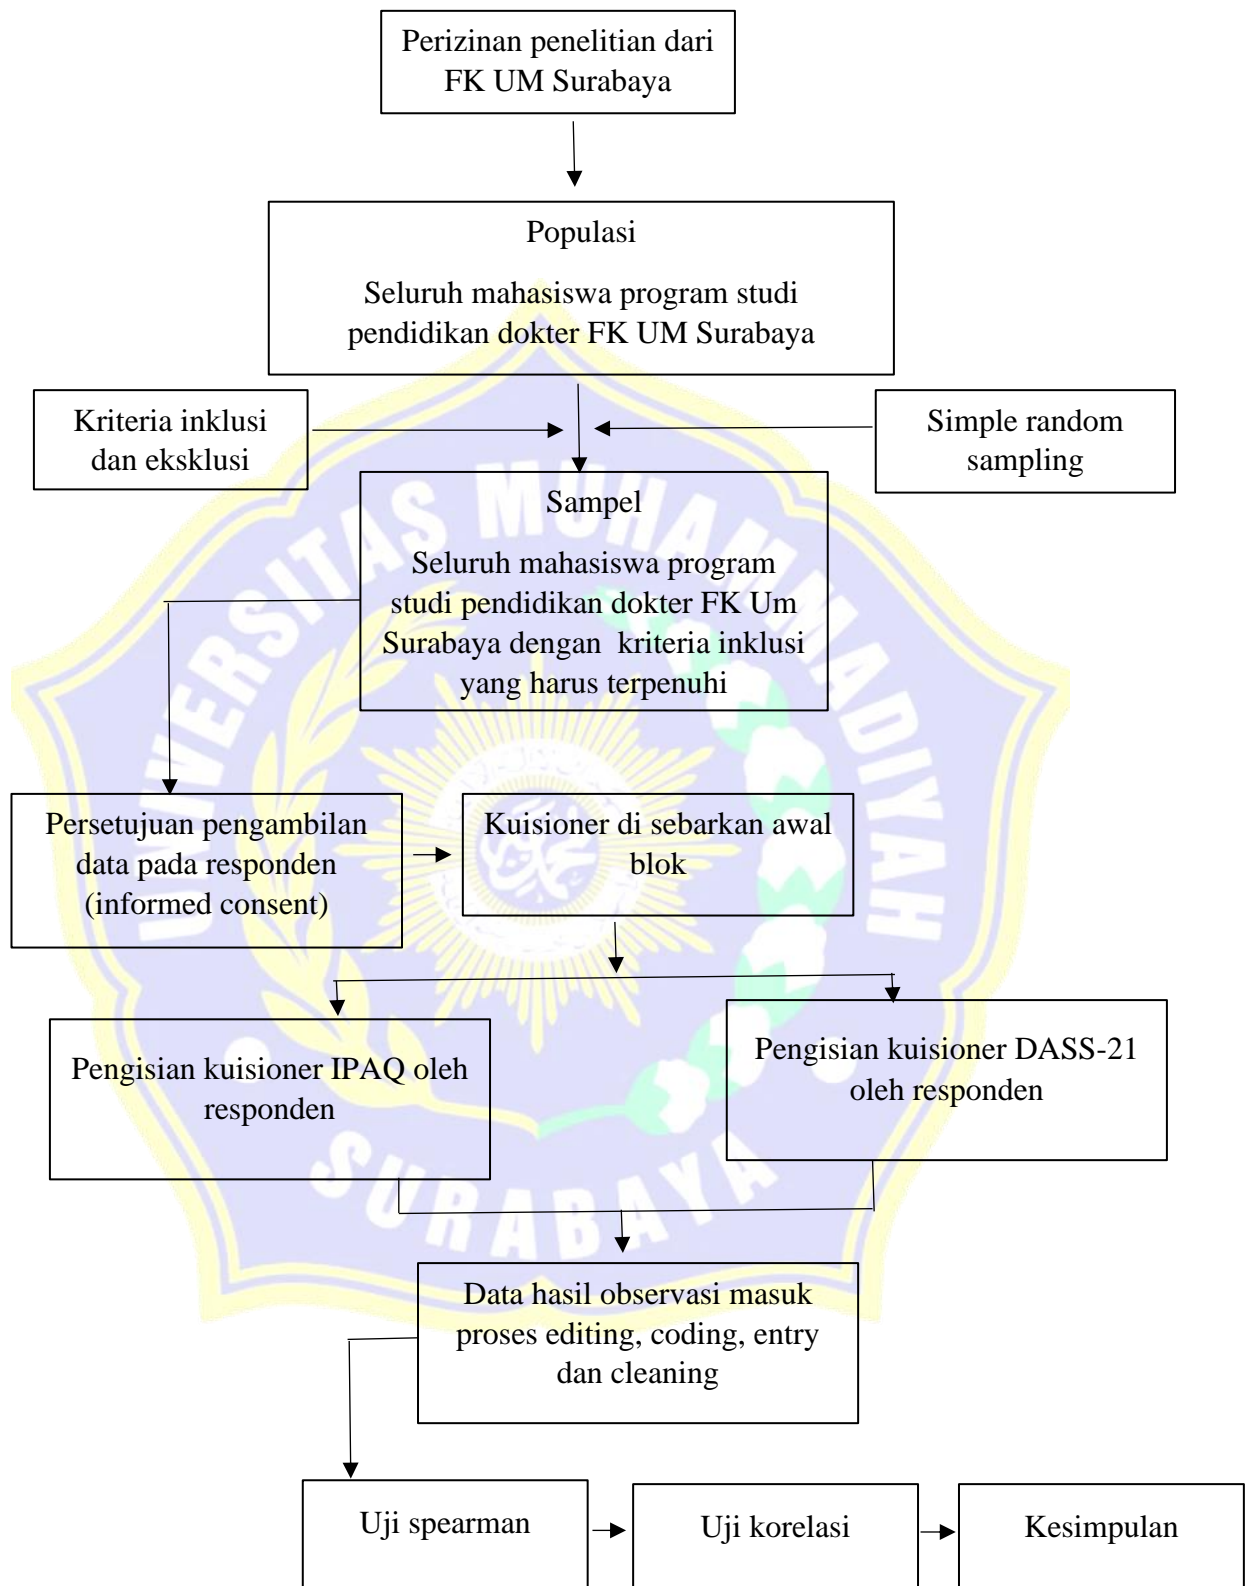 Perizinan penelitian dari
FK UM Surabaya
Populasi
Seluruh mahasiswa program studi
pendidikan dokter FK UM Surabaya
Kriteria inklusi
dan eksklusi
Simple random
sampling
Sampel
Seluruh mahasiswa program
studi pendidikan dokter FK Um
Surabaya dengan  kriteria inklusi
yang harus terpenuhi
Persetujuan pengambilan
data pada responden
(informed consent)
Kuisioner di sebarkan awal
blok
Pengisian kuisioner IPAQ oleh
responden
Pengisian kuisioner DASS-21
oleh responden
Data hasil observasi masuk
proses editing, coding, entry
dan cleaning
Uji spearman
Uji korelasi
Kesimpulan
UNIVERSITAS MUHAMMADIYAH
SURABAYA